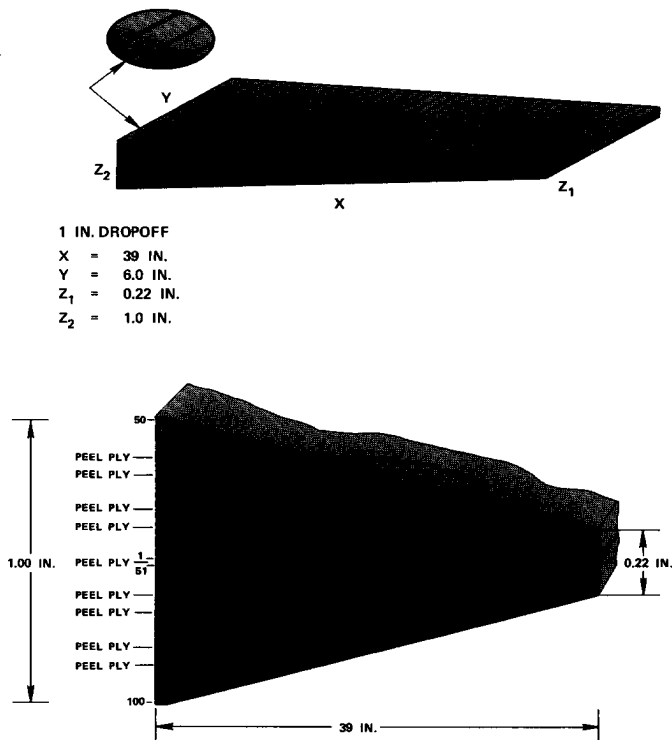 Y
Z2
X
Z1
1 IN. DROPOFF
X = 39 IN.
Y = 6.0 IN.
Z1 = 0.22 IN.
Z2 = 1.0 IN.
50
PEEL PLY
PEEL PLY
PEEL PLY
PEEL PLY
1.00 IN.
PEEL PLY 1
51
0.22 IN.
PEEL PLY
PEEL PLY
PEEL PLY
PEEL PLY
100
39 IN.